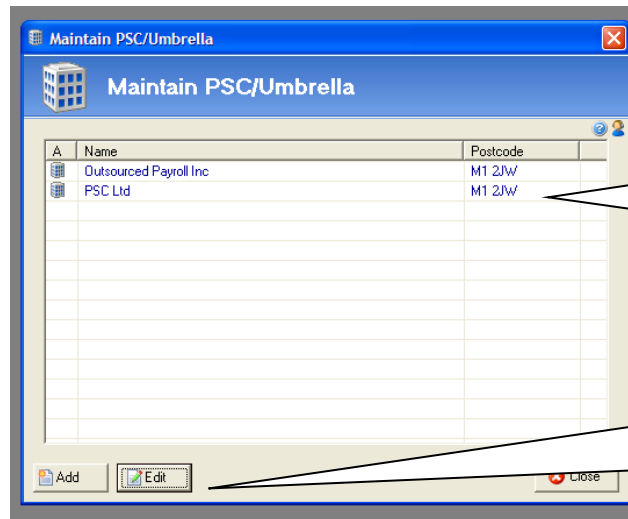 Maintain PSC/Umbrella
Maintain PSC/Umbrella
A Name Postcode
Outsourced Payroll Inc M1 2JW
PSC Ltd M1 2JW
Add Edit Close